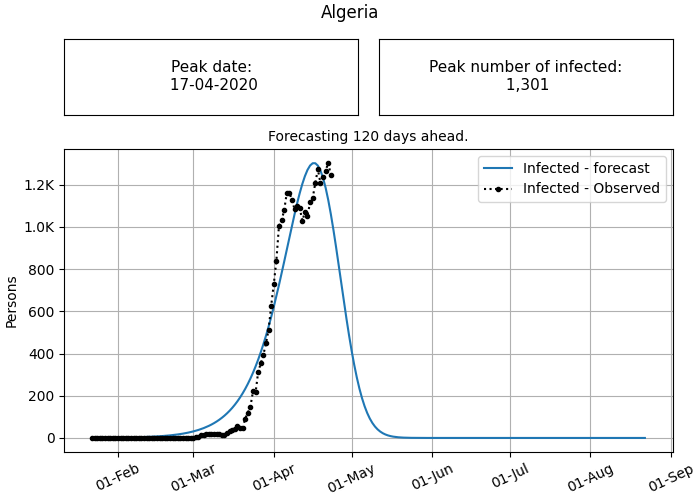 Algeria
Peak date:
17-04-2020
Peak number of infected:
1,301
Forecasting 120 days ahead.
Infected - forecast
Infected - Observed
Persons
1.2K
1.0K
800
600
400
200
0
01-Feb
01-Mar
01-Apr
01-May
01-Jun
01-Jul
01-Aug
01-Sep